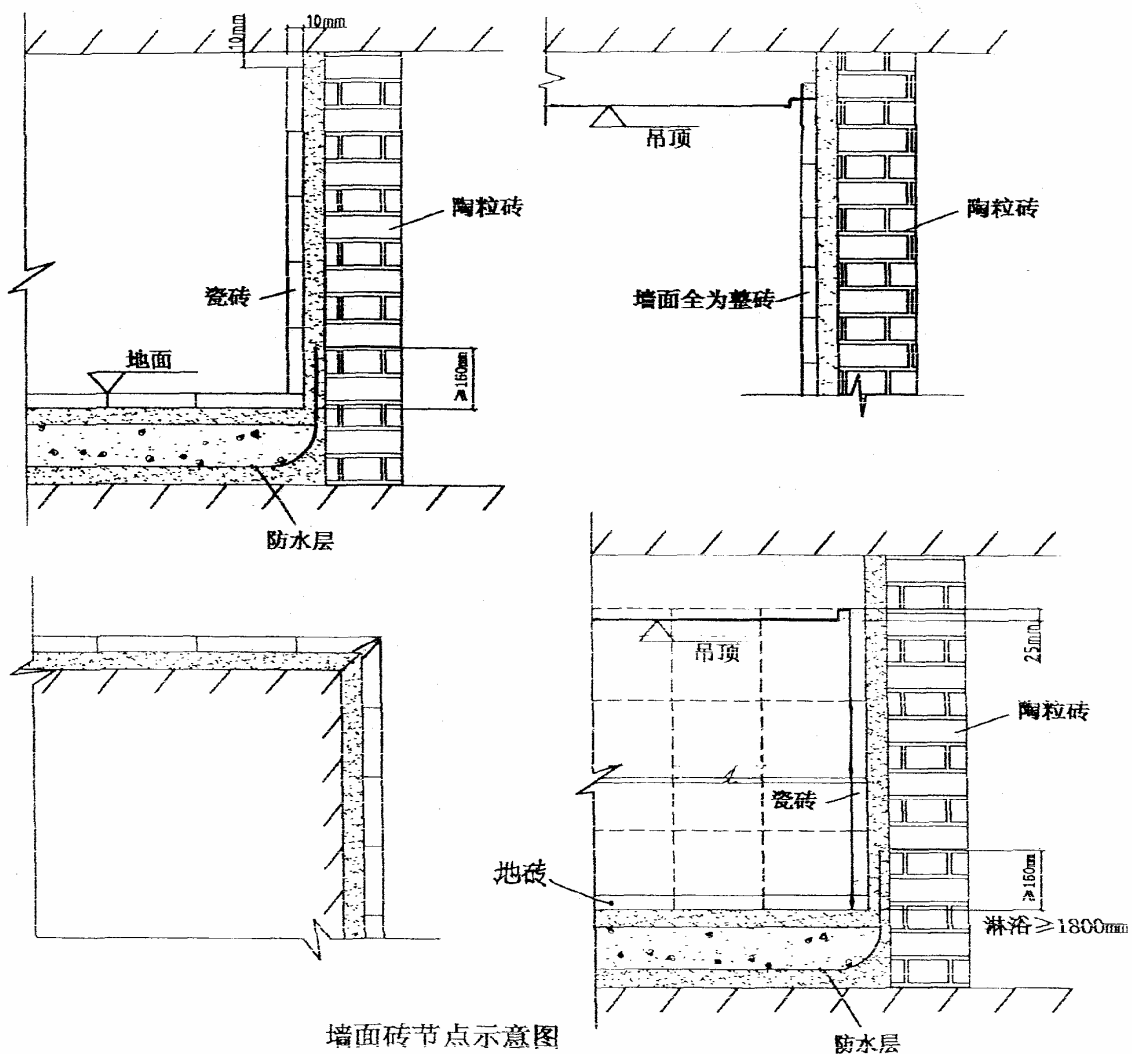 10mm
10mm
陶粒砖
瓷砖
地面
≥160mm
防水层
吊顶
陶粒砖
墙面全为整砖
吊顶
25mm
陶粒砖
瓷砖
地砖
≥160mm
淋浴≥1800mm
防水层
墙面砖节点示意图